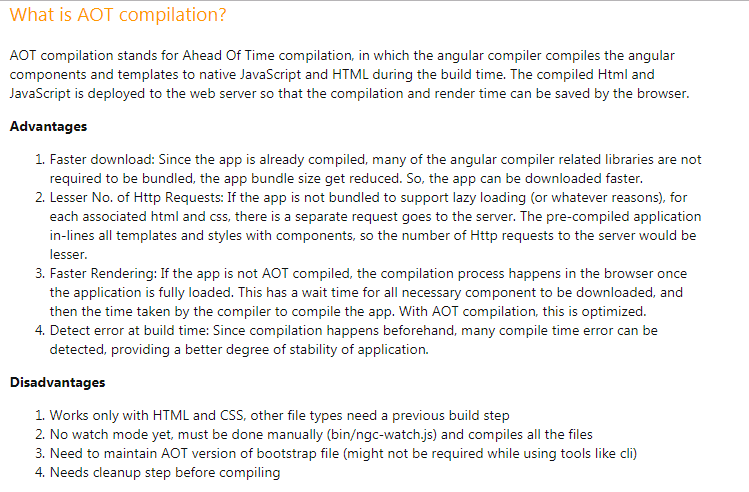 What is AOT compilation?
AOT compilation stands for Ahead Of Time compilation, in which the angular compiler compiles the angular
components and templates to native JavaScript and HTML during the build time. The compiled Html and
JavaScript is deployed to the web server so that the compilation and render time can be saved by the browser.
Advantages
1. Faster download: Since the app is already compiled, many of the angular compiler related libraries are not
required to be bundled, the app bundle size get reduced. So, the app can be downloaded faster.
2. Lesser No. of Http Requests: If the app is not bundled to support lazy loading (or whatever reasons), for
each associated html and css, there is a separate request goes to the server. The pre-compiled application
in-lines all templates and styles with components, so the number of Http requests to the server would be
lesser.
3. Faster Rendering: If the app is not AOT compiled, the compilation process happens in the browser once
the application is fully loaded. This has a wait time for all necessary component to be downloaded, and
then the time taken by the compiler to compile the app. With AOT compilation, this is optimized.
4. Detect error at build time: Since compilation happens beforehand, many compile time error can be
detected, providing a better degree of stability of application.
Disadvantages
1. Works only with HTML and CSS, other file types need a previous build step
2. No watch mode yet, must be done manually (bin/ngc-watch.js) and compiles all the files
3. Need to maintain AOT version of bootstrap file (might not be required while using tools like cli)
4. Needs cleanup step before compiling